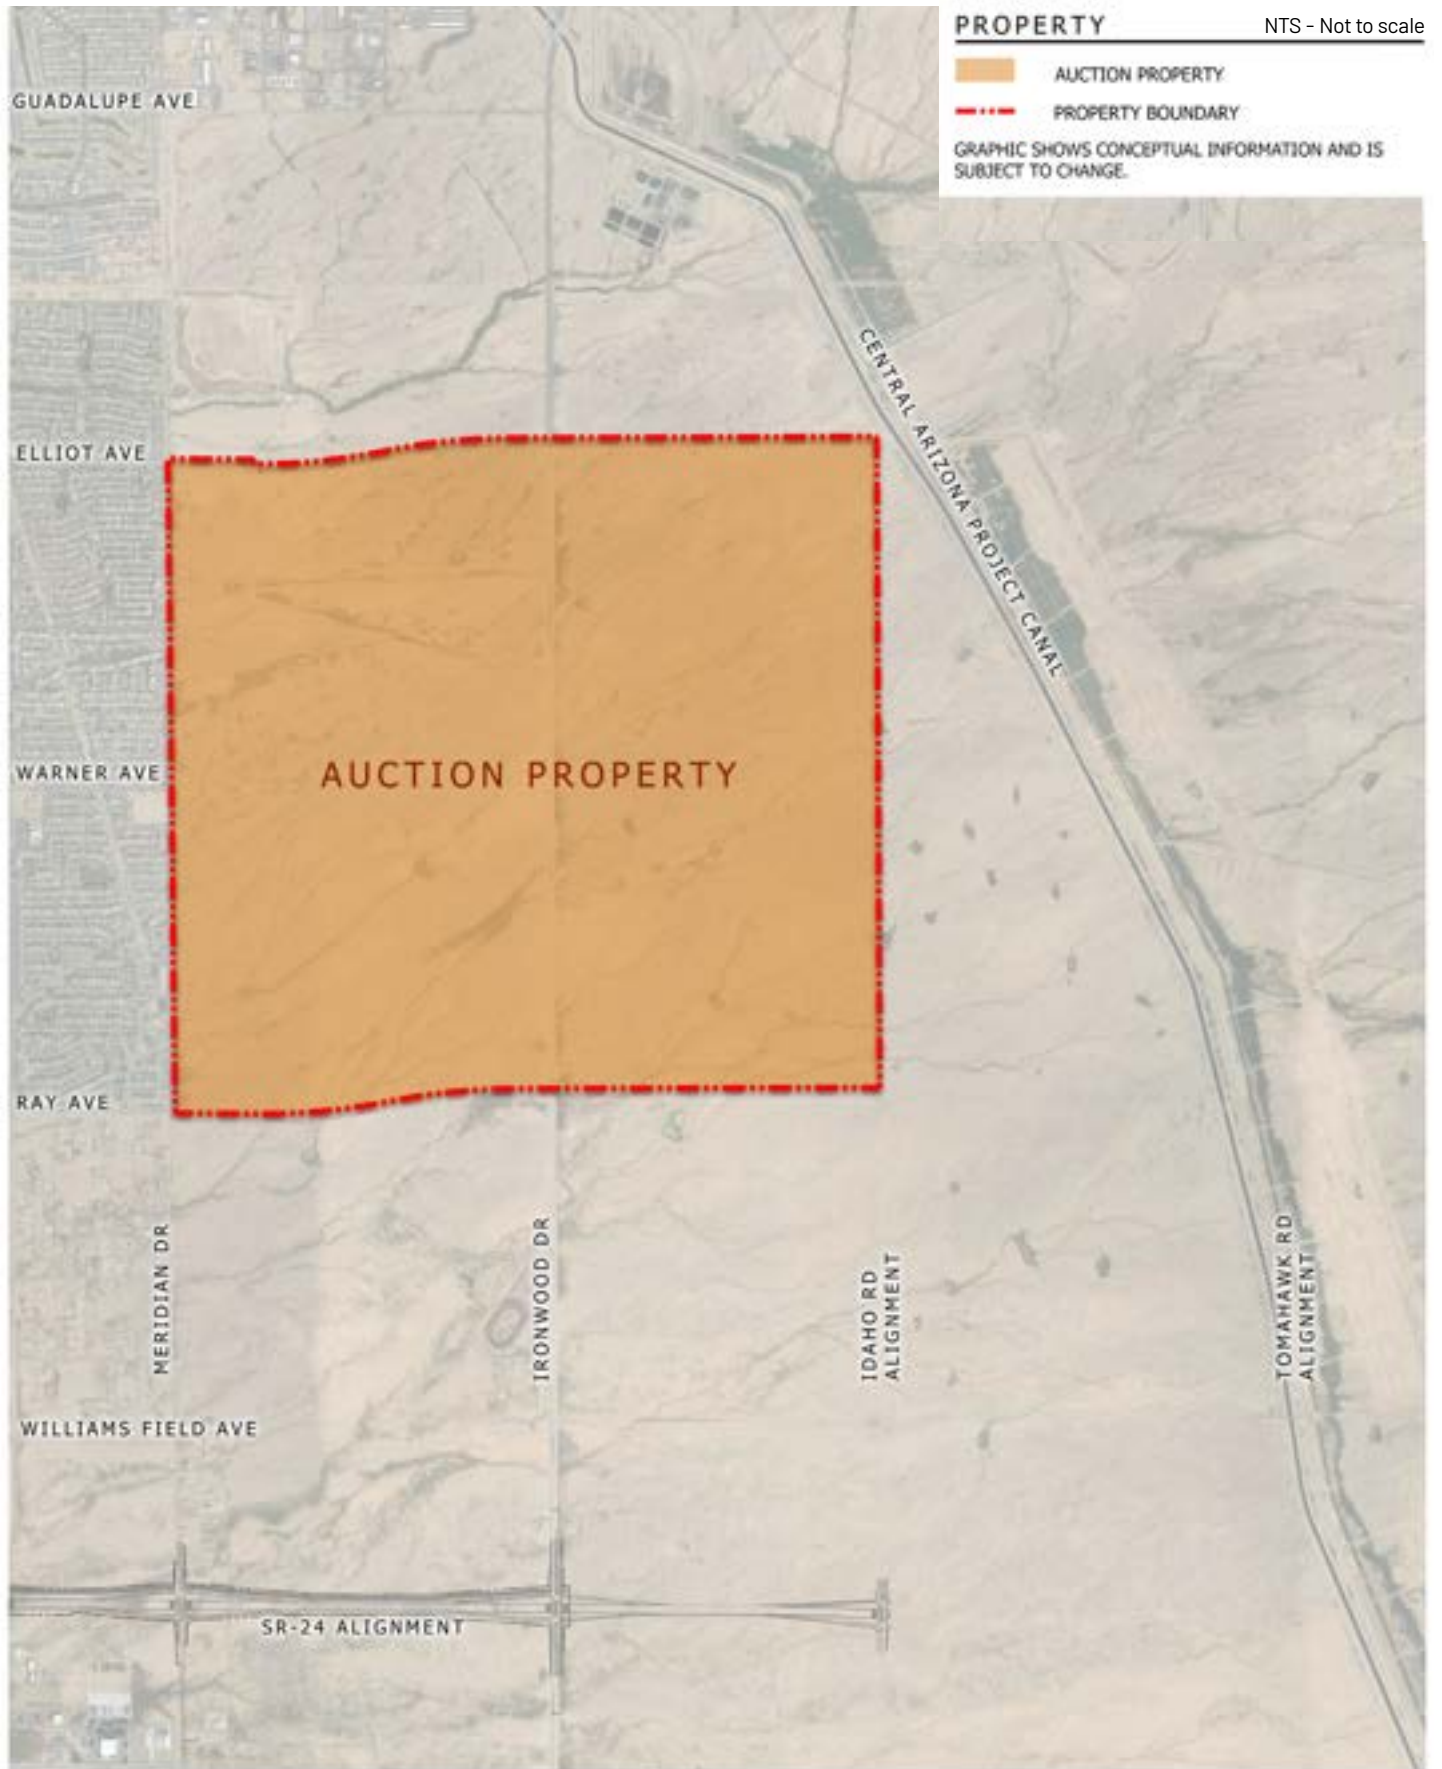 PROPERTY NTS - Not to scale
AUCTION PROPERTY
PROPERTY BOUNDARY
GRAPHIC SHOWS CONCEPTUAL INFORMATION AND IS
SUBJECT TO CHANGE.
GUADALUPE AVE
CENTRAL ARIZONA PROJECT CANAL
ELLIOT AVE
WARNER AVE
AUCTION PROPERTY
RAY AVE
MERIDIAN DR
IRONWOOD DR
IDAHO RD
ALIGNMENT
TOMAHAWK RD
ALIGNMENT
WILLIAMS FIELD AVE
SR-24 ALIGNMENT